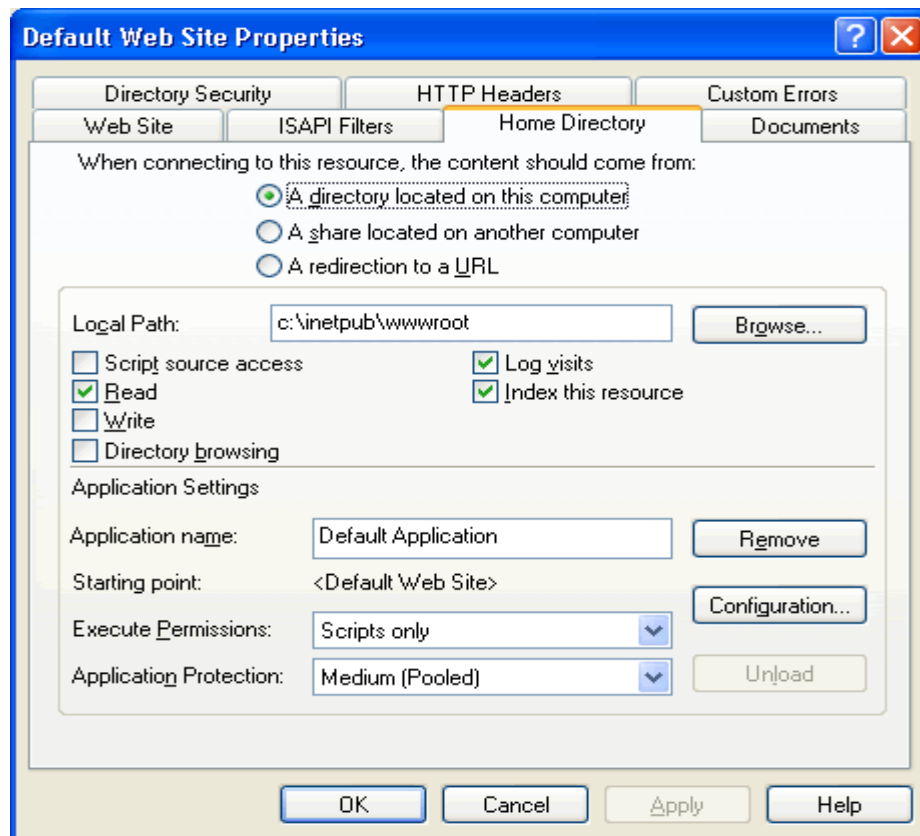 Default Web Site Properties
Directory Security HTTP Headers Custom Errors
Web Site ISAPI Filters Home Directory Documents
When connecting to this resource, the content should come from:
A directory located on this computer
A share located on another computer
A redirection to a URL
Local Path: c:\inetpub\wwwroot Browse...
Script source access Log visits
Read Index this resource
Write
Directory browsing
Application Settings
Application name: Default Application Remove
Starting point: <Default Web Site>
Configuration...
Execute Permissions: Scripts only
Application Protection: Medium (Pooled) Unload
OK Cancel Apply Help